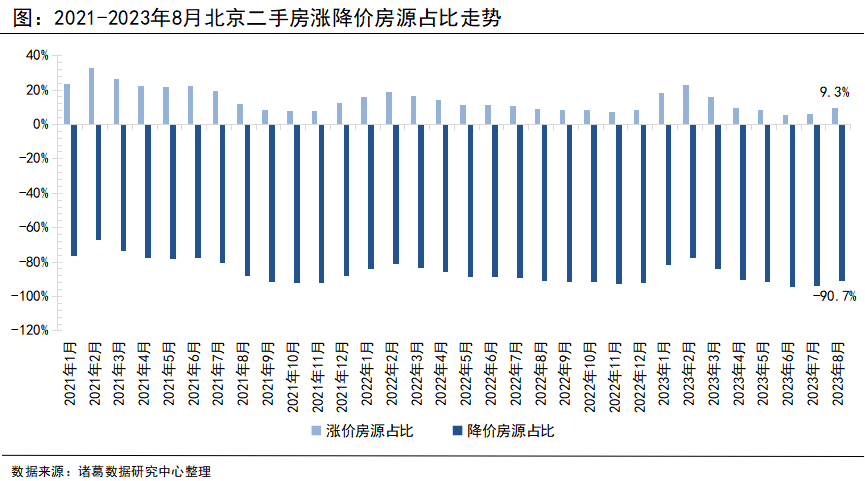 图：2021-2023年8月北京二手房涨降价房源占比走势
40%
20%
0%
-20%
-40%
-60%
-80%
-100%
-120%
9.3%
-90.7%
2021年1月
2021年2月
2021年3月
2021年4月
2021年5月
2021年6月
2021年7月
2021年8月
2021年9月
2021年10月
2021年11月
2021年12月
2022年1月
2022年2月
2022年3月
2022年4月
2022年5月
2022年6月
2022年7月
2022年8月
2022年9月
2022年10月
2022年11月
2022年12月
2023年1月
2023年2月
2023年3月
2023年4月
2023年5月
2023年6月
2023年7月
2023年8月
涨价房源占比
降价房源占比
数据来源：诸葛数据研究中心整理